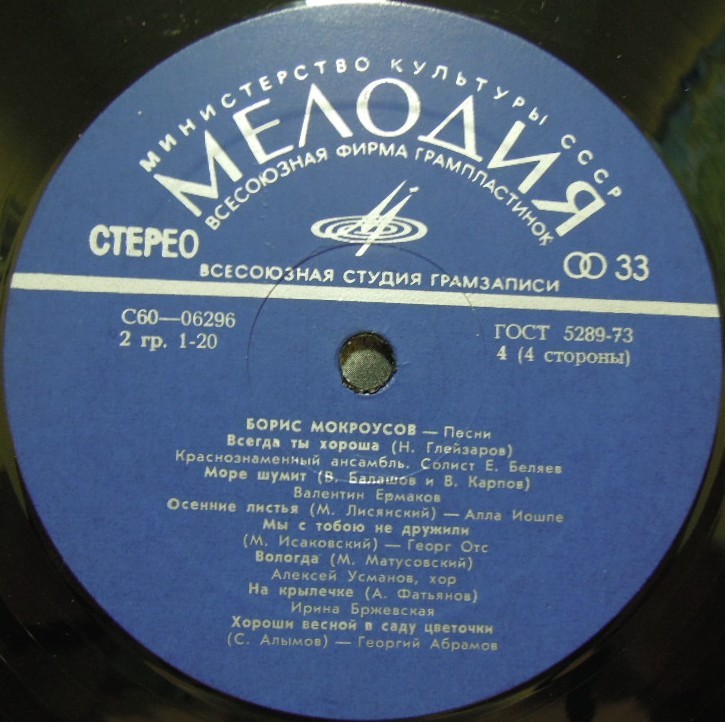 МИНИСТЕРСТВО КУЛЬТУРЫ СССР
МЕЛОДИЯ
ВСЕСОЮЗНАЯ ФИРМА ГРАМПЛАСТИНОК
СТЕРЕО
33
ВСЕСОЮЗНАЯ СТУДИЯ ГРАМЗАПИСИ
С60—06296
2 гр. 1-20
ГОСТ 5289-73
4 (4 стороны)
БОРИС МОКРОУСОВ — Песни
Всегда ты хороша (Н. Глейзаров)
Краснознаменный ансамбль. Солист Е. Беляев
Море шумит (В. Балашов и В. Карпов)
Валентин Ермаков
Осенние листья (М. Лисянский) — Алла Иошпе
Мы с тобою не дружили
(М. Исаковский) — Георг Отс
Вологда (М. Матусовский)
Алексей Усманов, хор
На крылечке (А. Фатьянов)
Ирина Бржевская
Хороши весной в саду цветочки
(С. Алымов) — Георгий Абрамов